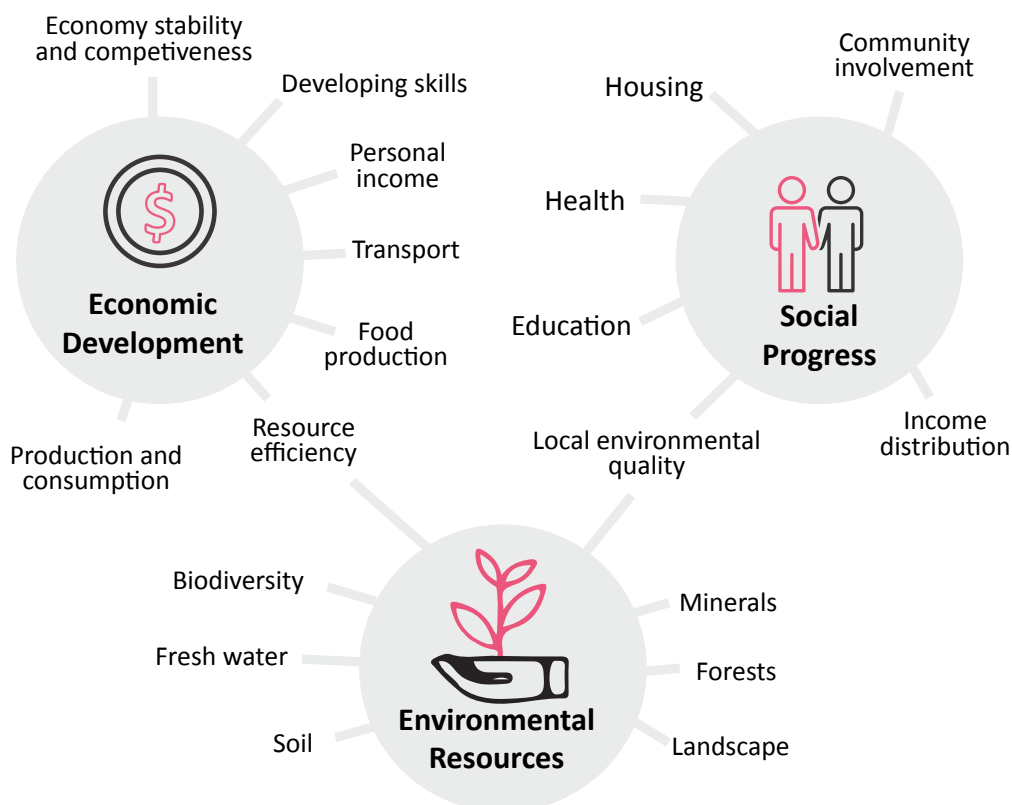 Economy stability
and competiveness
Developing skills
Personal
income
Transport
Food
production
Resource
efficiency
Production and
consumption
$
Economic
Development
Housing
Community
involvement
Health
Education
Local environmental
quality
Income
distribution
Social
Progress
Biodiversity
Fresh water
Soil
Minerals
Forests
Landscape
Environmental
Resources